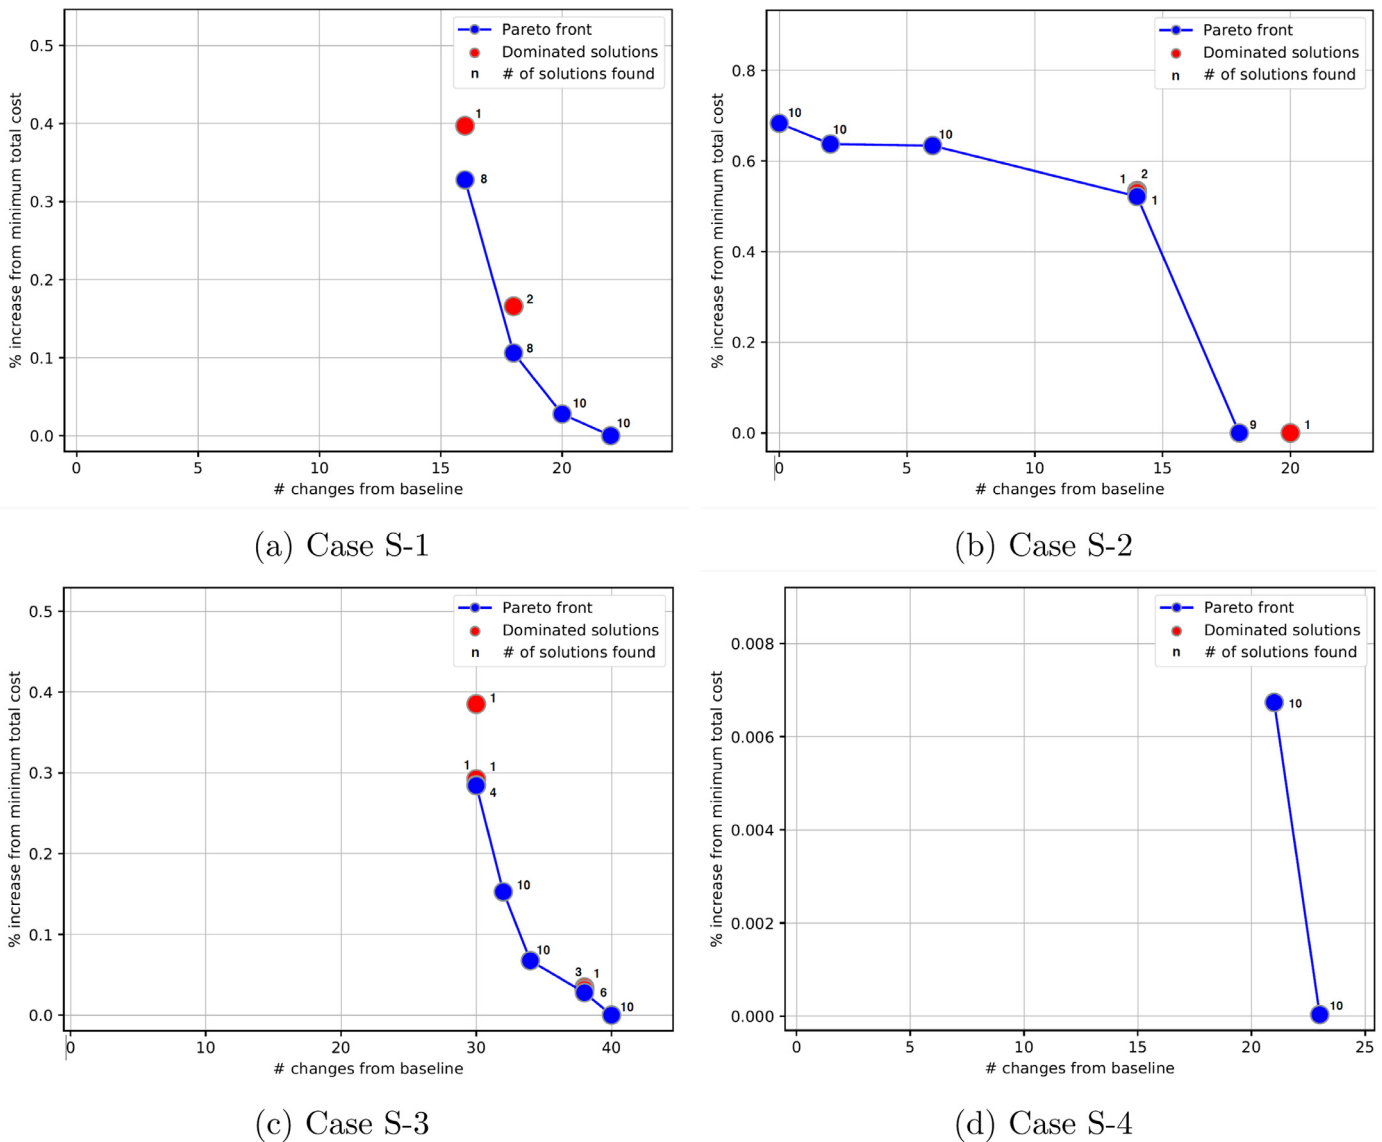 Pareto front
Dominated solutions
n # of solutions found
% increase from minimum total cost
0.5
0.4
0.3
0.2
0.1
0.0
1
8
2
8
10
10
0 5 10 15 20
# changes from baseline
(a) Case S-1
Pareto front
Dominated solutions
n # of solutions found
% increase from minimum total cost
0.8
0.6
0.4
0.2
0.0
10
10
10
1 2
1
9 1
0 5 10 15 20
# changes from baseline
(b) Case S-2
Pareto front
Dominated solutions
n # of solutions found
% increase from minimum total cost
0.5
0.4
0.3
0.2
0.1
0.0
1
1 1
4
10
10
3 1
6
10
0 10 20 30 40
# changes from baseline
(c) Case S-3
Pareto front
Dominated solutions
n # of solutions found
% increase from minimum total cost
0.008
0.006
0.004
0.002
0.000
10
10
0 5 10 15 20 25
# changes from baseline
(d) Case S-4